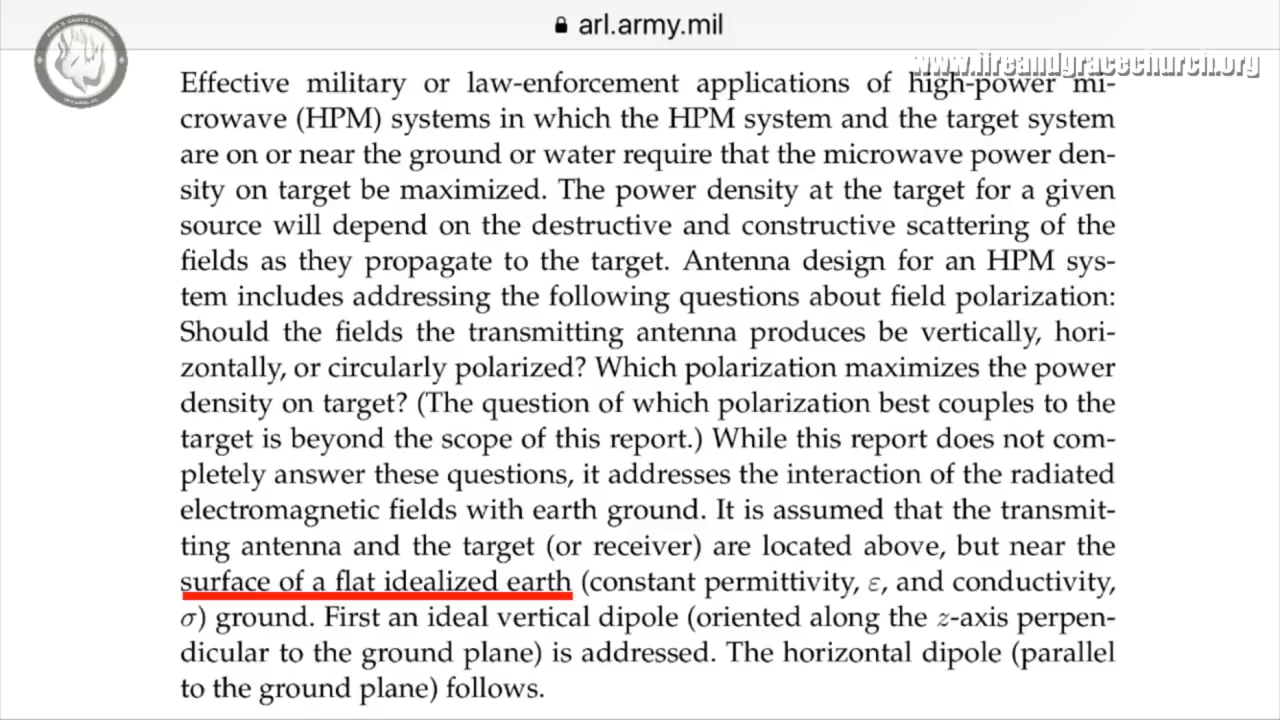 arl.army.mil
www.fireandgracechurch.org
Effective military or law-enforcement applications of high-power mi-
crowave (HPM) systems in which the HPM system and the target system
are on or near the ground or water require that the microwave power den-
sity on target be maximized. The power density at the target for a given
source will depend on the destructive and constructive scattering of the
fields as they propagate to the target. Antenna design for an HPM sys-
tem includes addressing the following questions about field polarization:
Should the fields the transmitting antenna produces be vertically, hori-
zontally, or circularly polarized? Which polarization maximizes the power
density on target? (The question of which polarization best couples to the
target is beyond the scope of this report.) While this report does not com-
pletely answer these questions, it addresses the interaction of the radiated
electromagnetic fields with earth ground. It is assumed that the transmit-
ting antenna and the target (or receiver) are located above, but near the
surface of a flat idealized earth (constant permittivity, ε, and conductivity,
σ) ground. First an ideal vertical dipole (oriented along the z-axis perpen-
dicular to the ground plane) is addressed. The horizontal dipole (parallel
to the ground plane) follows.